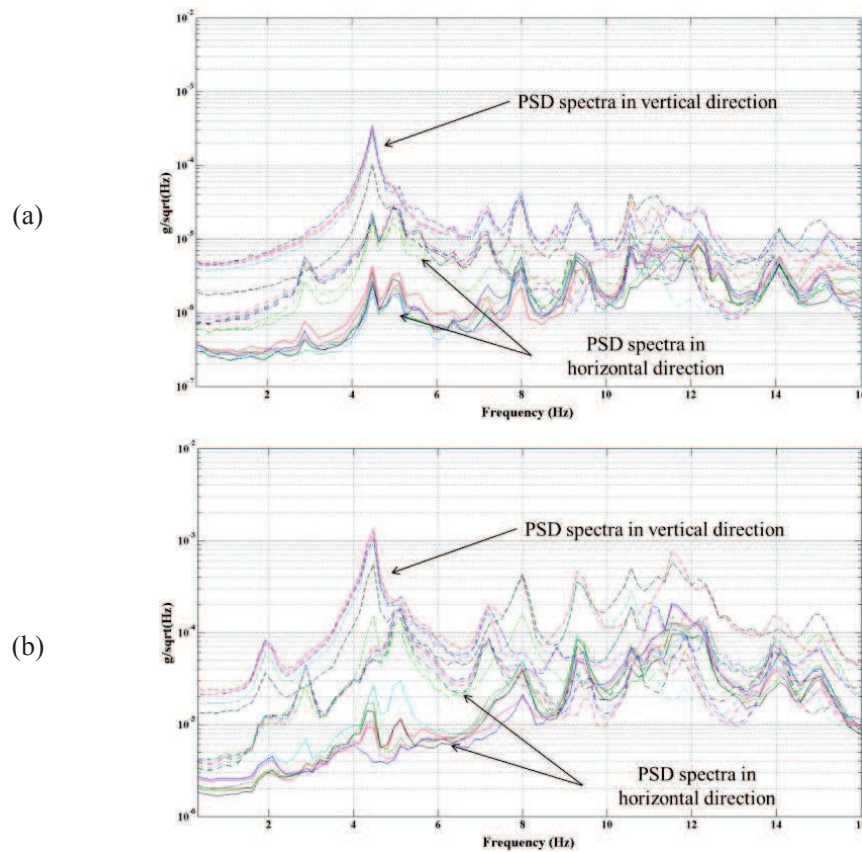 (a)
10^-2
10^-3
10^-4
10^-5
10^-6
10^-7
g/sqrt(Hz)
PSD spectra in vertical direction
PSD spectra in
horizontal direction
2 4 6 8 10 12 14 16
Frequency (Hz)
(b)
10^-2
10^-3
10^-4
10^-5
10^-6
g/sqrt(Hz)
PSD spectra in vertical direction
PSD spectra in
horizontal direction
2 4 6 8 10 12 14 16
Frequency (Hz)